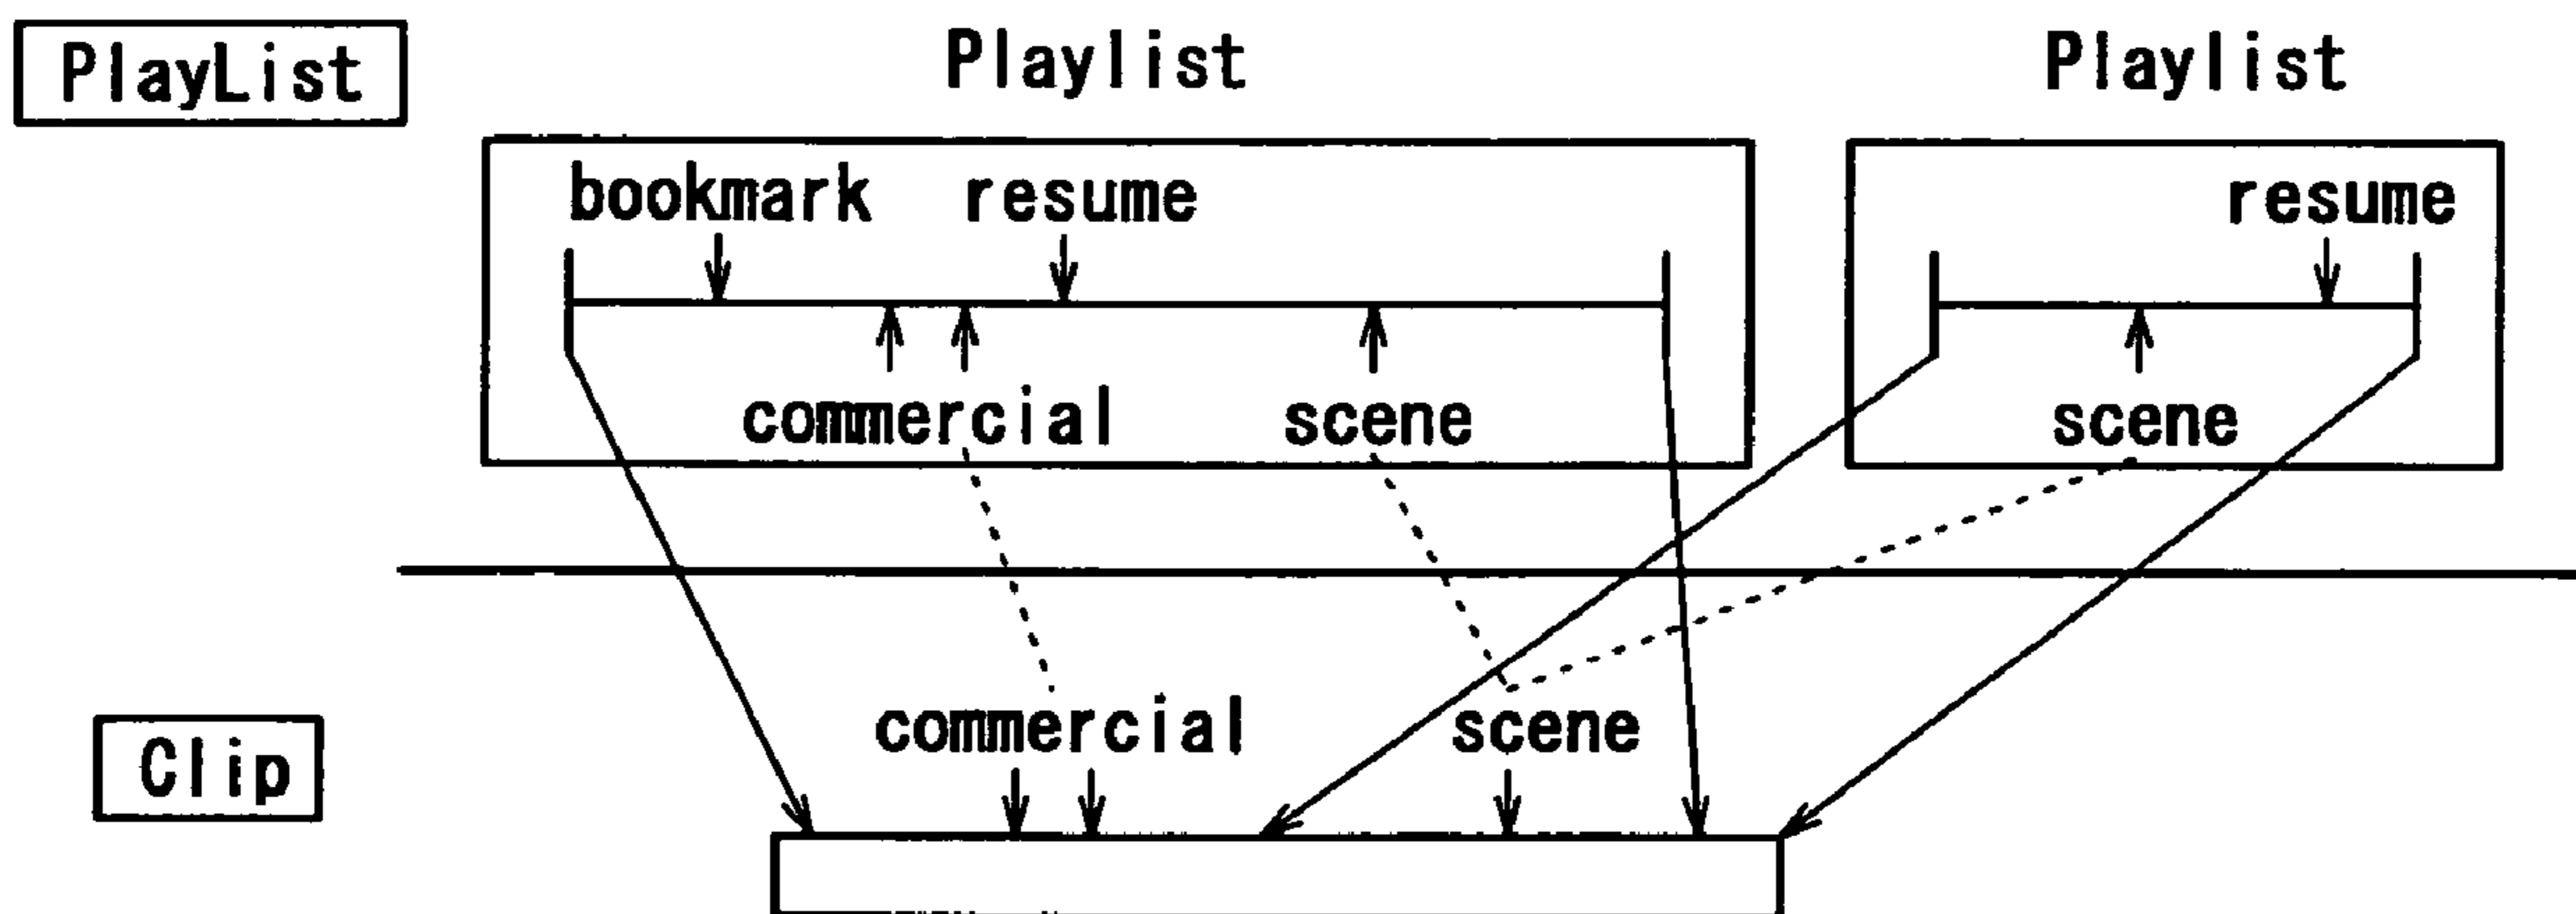 PlayList
Playlist
Playlist
bookmark
resume
resume
commercial
scene
scene
commercial
scene
Clip